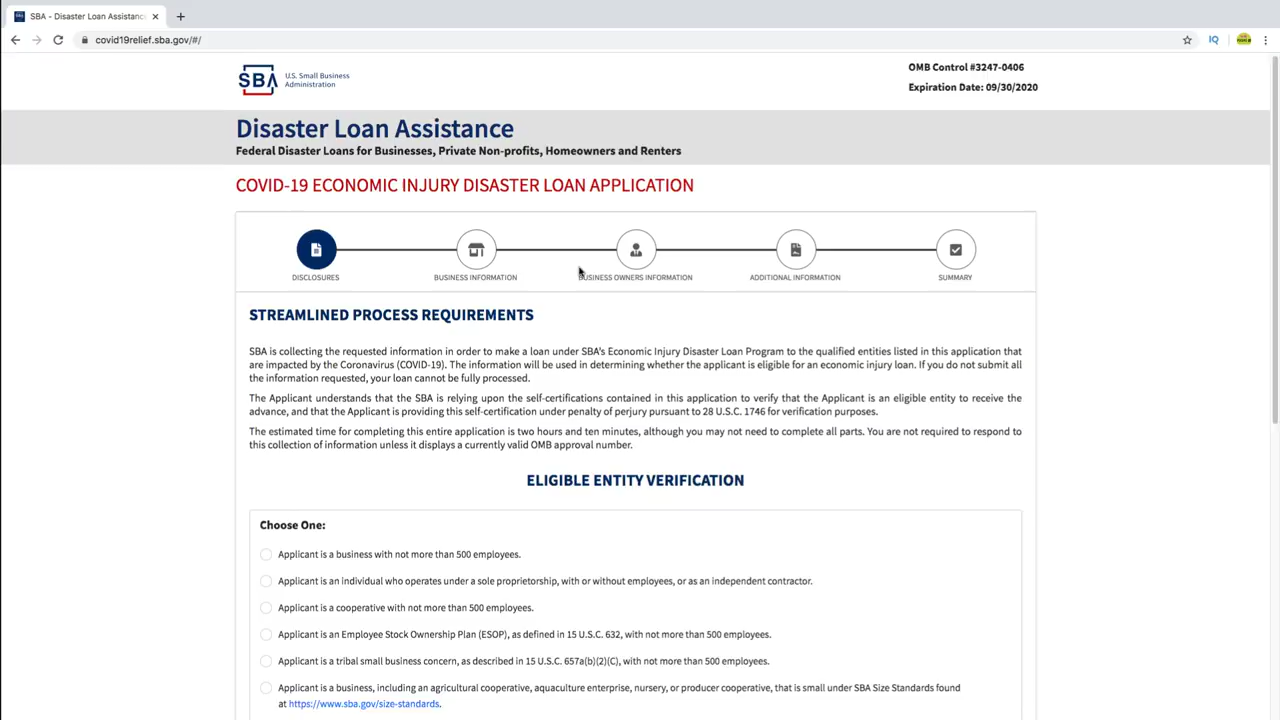 SBA - Disaster Loan Assistance
covid19relief.sba.gov/#/
IQ
SBA
U.S. Small Business
Administration
OMB Control #3247-0406
Expiration Date: 09/30/2020
Disaster Loan Assistance
Federal Disaster Loans for Businesses, Private Non-profits, Homeowners and Renters
COVID-19 ECONOMIC INJURY DISASTER LOAN APPLICATION
DISCLOSURES
BUSINESS INFORMATION
BUSINESS OWNERS INFORMATION
ADDITIONAL INFORMATION
SUMMARY
STREAMLINED PROCESS REQUIREMENTS
SBA is collecting the requested information in order to make a loan under SBA's Economic Injury Disaster Loan Program to the qualified entities listed in this application that
are impacted by the Coronavirus (COVID-19). The information will be used in determining whether the applicant is eligible for an economic injury loan. If you do not submit all
the information requested, your loan cannot be fully processed.
The Applicant understands that the SBA is relying upon the self-certifications contained in this application to verify that the Applicant is an eligible entity to receive the
advance, and that the Applicant is providing this self-certification under penalty of perjury pursuant to 28 U.S.C. 1746 for verification purposes.
The estimated time for completing this entire application is two hours and ten minutes, although you may not need to complete all parts. You are not required to respond to
this collection of information unless it displays a currently valid OMB approval number.
ELIGIBLE ENTITY VERIFICATION
Choose One:
Applicant is a business with not more than 500 employees.
Applicant is an individual who operates under a sole proprietorship, with or without employees, or as an independent contractor.
Applicant is a cooperative with not more than 500 employees.
Applicant is an Employee Stock Ownership Plan (ESOP), as defined in 15 U.S.C. 632, with not more than 500 employees.
Applicant is a tribal small business concern, as described in 15 U.S.C. 657a(b)(2)(C), with not more than 500 employees.
Applicant is a business, including an agricultural cooperative, aquaculture enterprise, nursery, or producer cooperative, that is small under SBA Size Standards found
at https://www.sba.gov/size-standards.